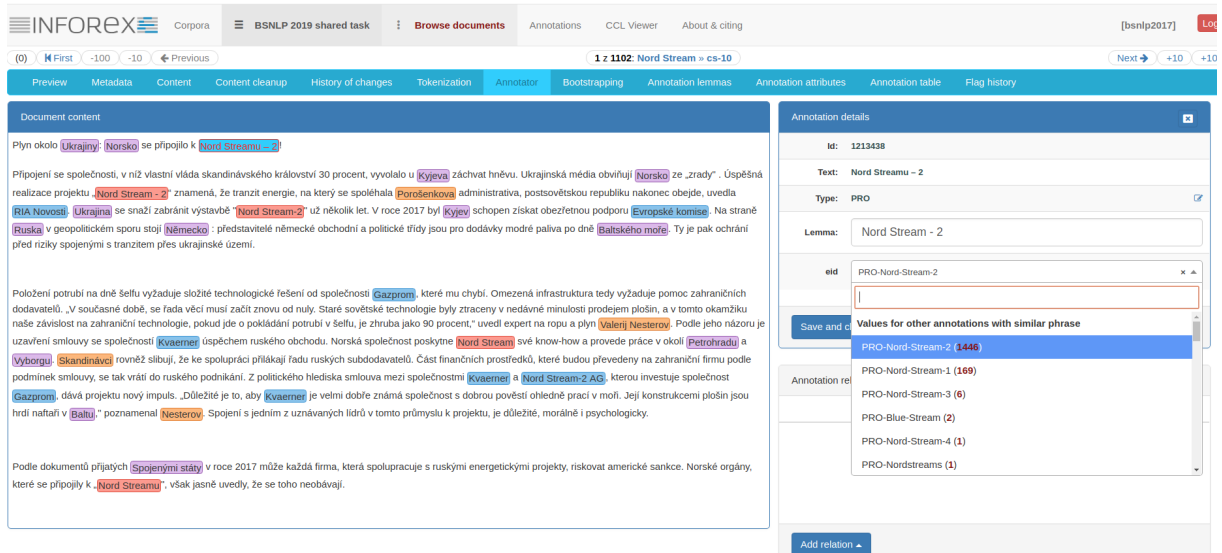 INFOREX Corpora BSNLP 2019 shared task Browse documents Annotations CCL Viewer About & citing [bsnlp2017]
(0) First -100 -10 Previous 1 z 1102: Nord Stream » cs-10 Next +10 +10
Preview Metadata Content Content cleanup History of changes Tokenization Annotator Bootstrapping Annotation lemmas Annotation attributes Annotation table Flag history
Document content
Plyn okolo Ukrajiny: Norsko se připojilo k Nord Streamu – 2!
Připojení se společnosti, v níž vlastní vláda skandinávského království 30 procent, vyvolalo u Kyjeva záchvat hněvu. Ukrajinská média obviňují Norsko ze „zrady" . Úspěšná
realizace projektu „Nord Stream - 2" znamená, že tranzit energie, na který se spoléhala Porošenkova administrativa, postsovětskou republiku nakonec obejde, uvedla
RIA Novosti. Ukrajina se snaží zabránit výstavbě "Nord Stream-2" už několik let. V roce 2017 byl Kyjev schopen získat obezřetnou podporu Evropské komise. Na straně
Ruska v geopolitickém sporu stojí Německo : představitelé německé obchodní a politické třídy jsou pro dodávky modré paliva po dně Baltského moře. Ty je pak ochrání
před riziky spojenými s tranzitem přes ukrajinské území.
Položení potrubí na dně šelfu vyžaduje složité technologické řešení od společnosti Gazprom, které mu chybí. Omezená infrastruktura tedy vyžaduje pomoc zahraničních
dodavatelů. „V současné době, se řada věcí musí začít znovu od nuly. Staré sovětské technologie byly ztraceny v nedávné minulosti prodejem plošin, a v tomto okamžiku
naše závislost na zahraniční technologie, pokud jde o pokládání potrubí v šelfu, je zhruba jako 90 procent," uvedl expert na ropu a plyn Valerij Nesterov. Podle jeho názoru je
uzavření smlouvy se společností Kvaerner úspěchem ruského obchodu. Norská společnost poskytne Nord Stream své know-how a provede práce v okolí Petrohradu a
Vyborgu. Skandinávci rovněž slibují, že ke spolupráci přilákají řadu ruských subdodavatelů. Část finančních prostředků, které budou převedeny na zahraniční firmu podle
podmínek smlouvy, se tak vrátí do ruského podnikání. Z politického hlediska smlouva mezi společnostmi Kvaerner a Nord Stream-2 AG, kterou investuje společnost
Gazprom, dává projektu nový impuls. „Důležité je to, aby Kvaerner je velmi dobře známá společnost s dobrou pověstí ohledně prací v moři. Její konstrukcemi plošin jsou
hrdí naftaři v Baltu," poznamenal Nesterov. Spojení s jedním z uznávaných lídrů v tomto průmyslu k projektu, je důležité, morálně i psychologicky.
Podle dokumentů přijatých Spojenými státy v roce 2017 může každá firma, která spolupracuje s ruskými energetickými projekty, riskovat americké sankce. Norské orgány,
které se připojily k „Nord Streamu", však jasně uvedly, že se toho neobávají.
Annotation details
Id: 1213438
Text: Nord Streamu – 2
Type: PRO
Lemma: Nord Stream - 2
eid PRO-Nord-Stream-2
Values for other annotations with similar phrase
Save and
PRO-Nord-Stream-2 (1446)
PRO-Nord-Stream-1 (169)
Annotation
PRO-Nord-Stream-3 (6)
PRO-Blue-Stream (2)
PRO-Nord-Stream-4 (1)
PRO-Nordstreams (1)
Add relation